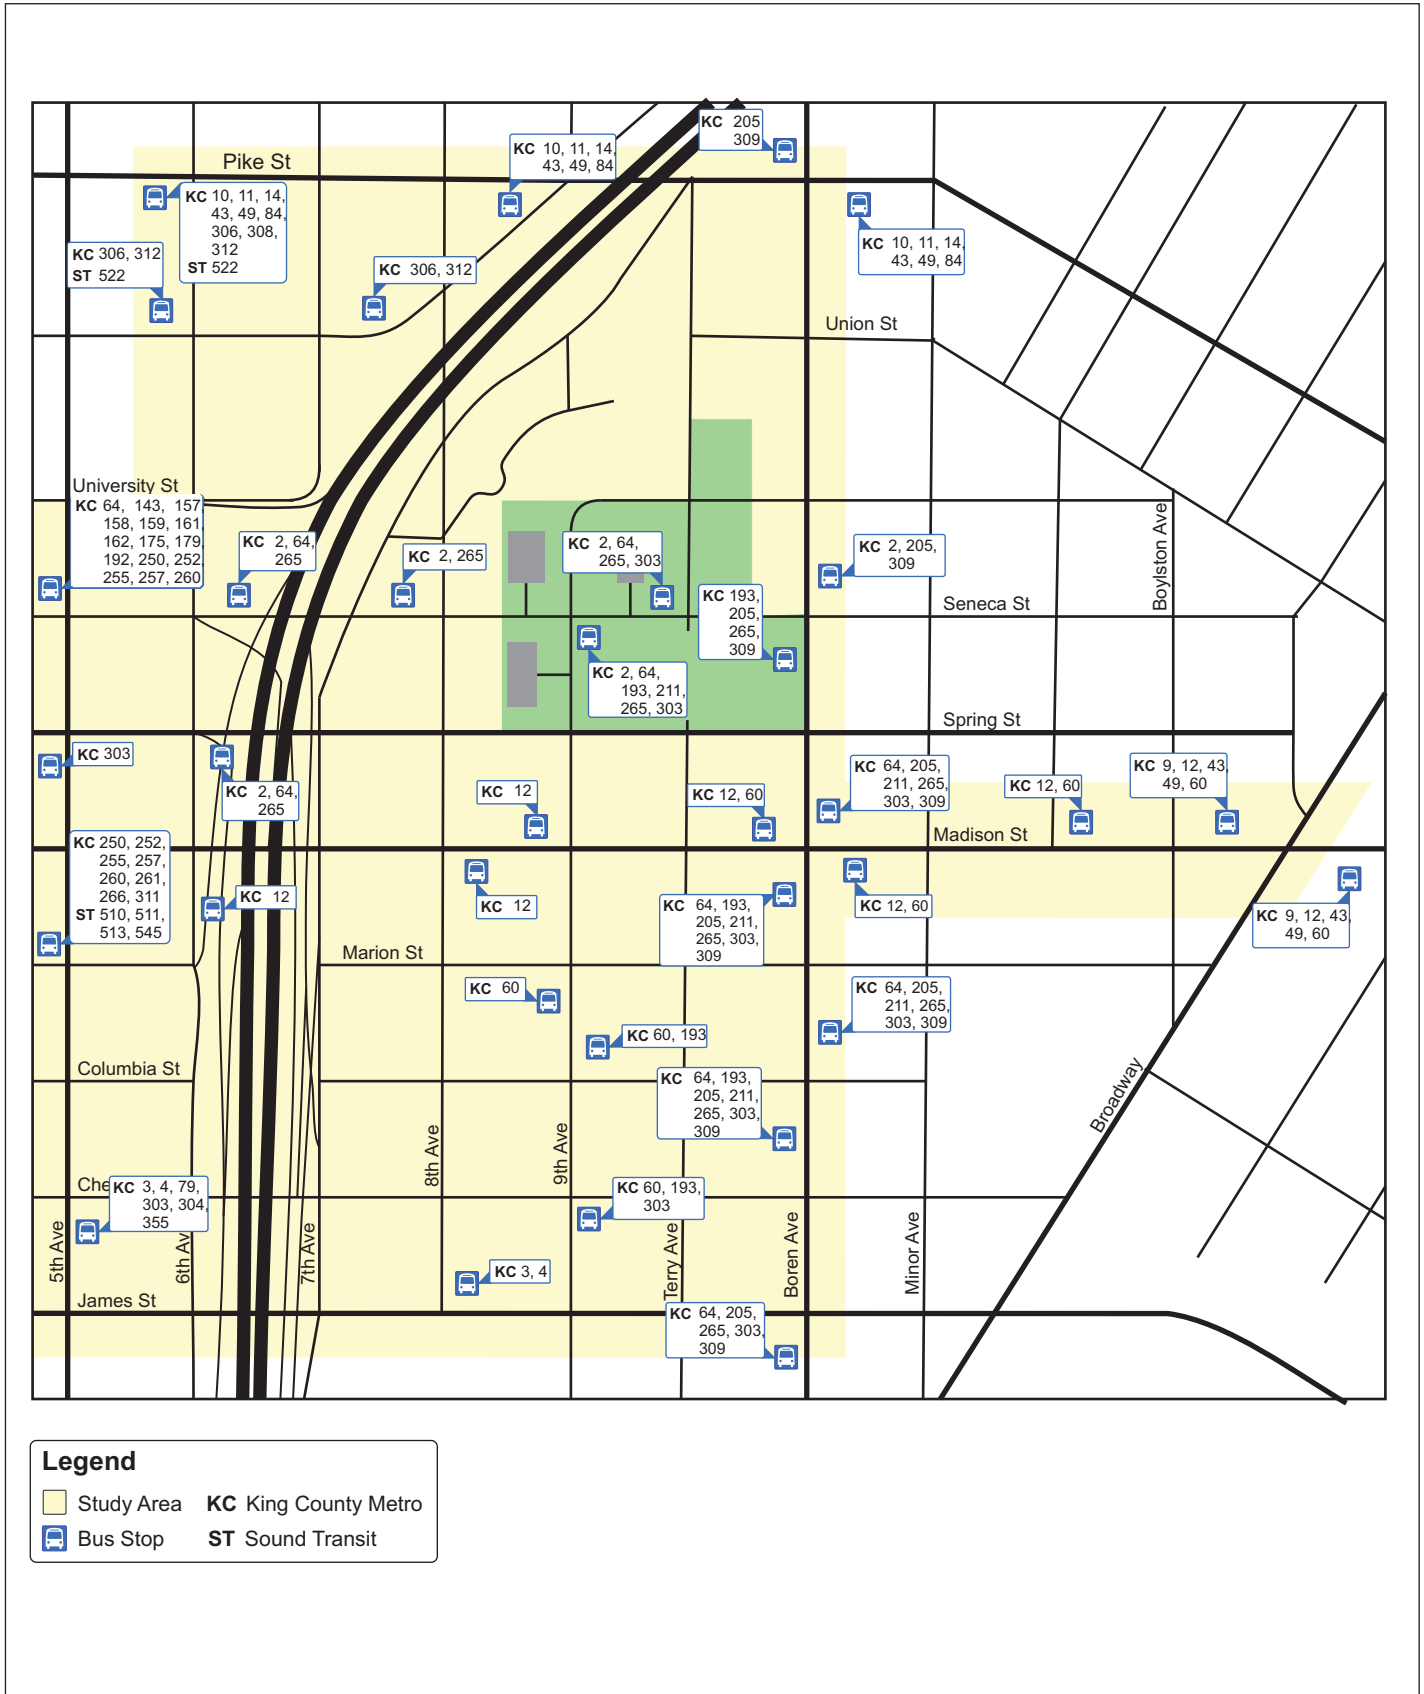 KC 205
309
KC 10, 11, 14,
43, 49, 84
Pike St
KC 10, 11, 14,
43, 49, 84,
306, 308,
312
ST 522
KC 306, 312
ST 522
KC 306, 312
KC 10, 11, 14,
43, 49, 84
Union St
University St
KC 64, 143, 157,
158, 159, 161,
162, 175, 179,
192, 250, 252,
255, 257, 260
KC 2, 64,
265
KC 2, 265
KC 2, 64,
265, 303
KC 2, 205,
309
Boylston Ave
KC 193,
205,
265,
309
Seneca St
KC 2, 64,
193, 211,
265, 303
Spring St
KC 303
KC 2, 64,
265
KC 12
KC 12, 60
KC 64, 205,
211, 265,
303, 309
KC 12, 60
KC 9, 12, 43,
49, 60
Madison St
KC 250, 252,
255, 257,
260, 261,
266, 311
ST 510, 511,
513, 545
KC 12
KC 12
KC 64, 193,
205, 211,
265, 303,
309
KC 12, 60
KC 9, 12, 43,
49, 60
Marion St
KC 60
KC 64, 205,
211, 265,
303, 309
KC 60, 193
Columbia St
KC 64, 193,
205, 211,
265, 303,
309
Broadway
8th Ave
9th Ave
Che
KC 3, 4, 79,
303, 304,
355
KC 60, 193,
303
5th Ave
6th Av
7th Ave
Terry Ave
Boren Ave
Minor Ave
KC 3, 4
James St
KC 64, 205,
265, 303,
309
Legend
Study Area
KC King County Metro
Bus Stop
ST Sound Transit